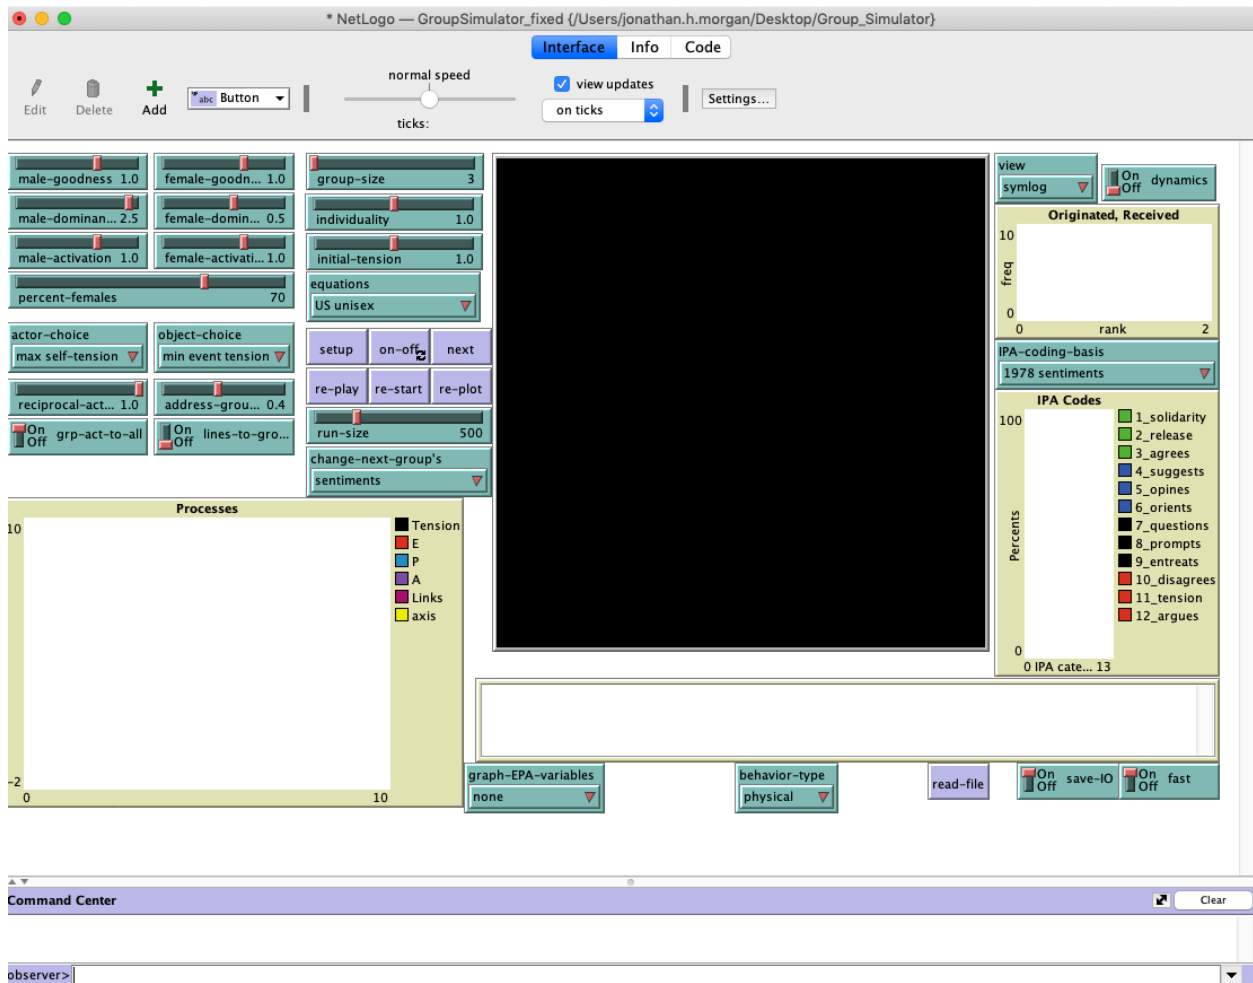 * NetLogo — GroupSimulator_fixed {/Users/jonathan.h.morgan/Desktop/Group_Simulator}
Interface Info Code
Edit Delete Add abc Button normal speed ticks: view updates on ticks Settings...
male-goodness 1.0 female-goodn... 1.0
male-dominan... 2.5 female-domin... 0.5
male-activation 1.0 female-activati... 1.0
percent-females 70
actor-choice
max self-tension
object-choice
min event tension
reciprocal-act... 1.0 address-grou... 0.4
On
Off
grp-act-to-all
On
Off
lines-to-gro...
group-size 3
individuality 1.0
initial-tension 1.0
equations
US unisex
setup on-off next
re-play re-start re-plot
run-size 500
change-next-group's
sentiments
view
symlog
On
Off
dynamics
Originated, Received
10
freq
0
0 rank 2
IPA-coding-basis
1978 sentiments
IPA Codes
100
Percents
0
0 IPA cate... 13
1_solidarity
2_release
3_agrees
4_suggests
5_opines
6_orients
7_questions
8_prompts
9_entreats
10_disagrees
11_tension
12_argues
Processes
10
-2
0 10
Tension
E
P
A
Links
axis
graph-EPA-variables
none
behavior-type
physical
read-file
On
Off
save-IO
On
Off
fast
Command Center Clear
observer>